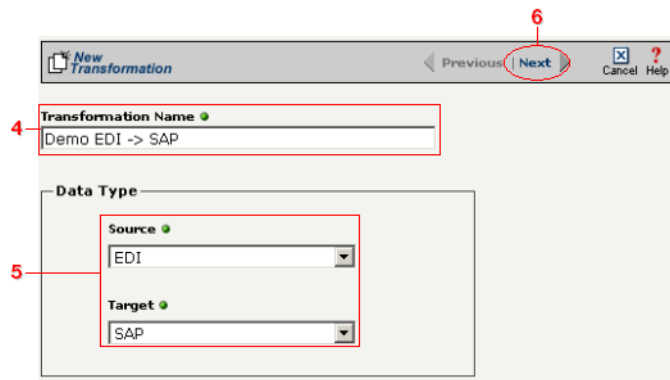 6
New
Transformation
Previous | Next
Cancel Help
4
Transformation Name
Demo EDI -> SAP
Data Type
5
Source
EDI
Target
SAP